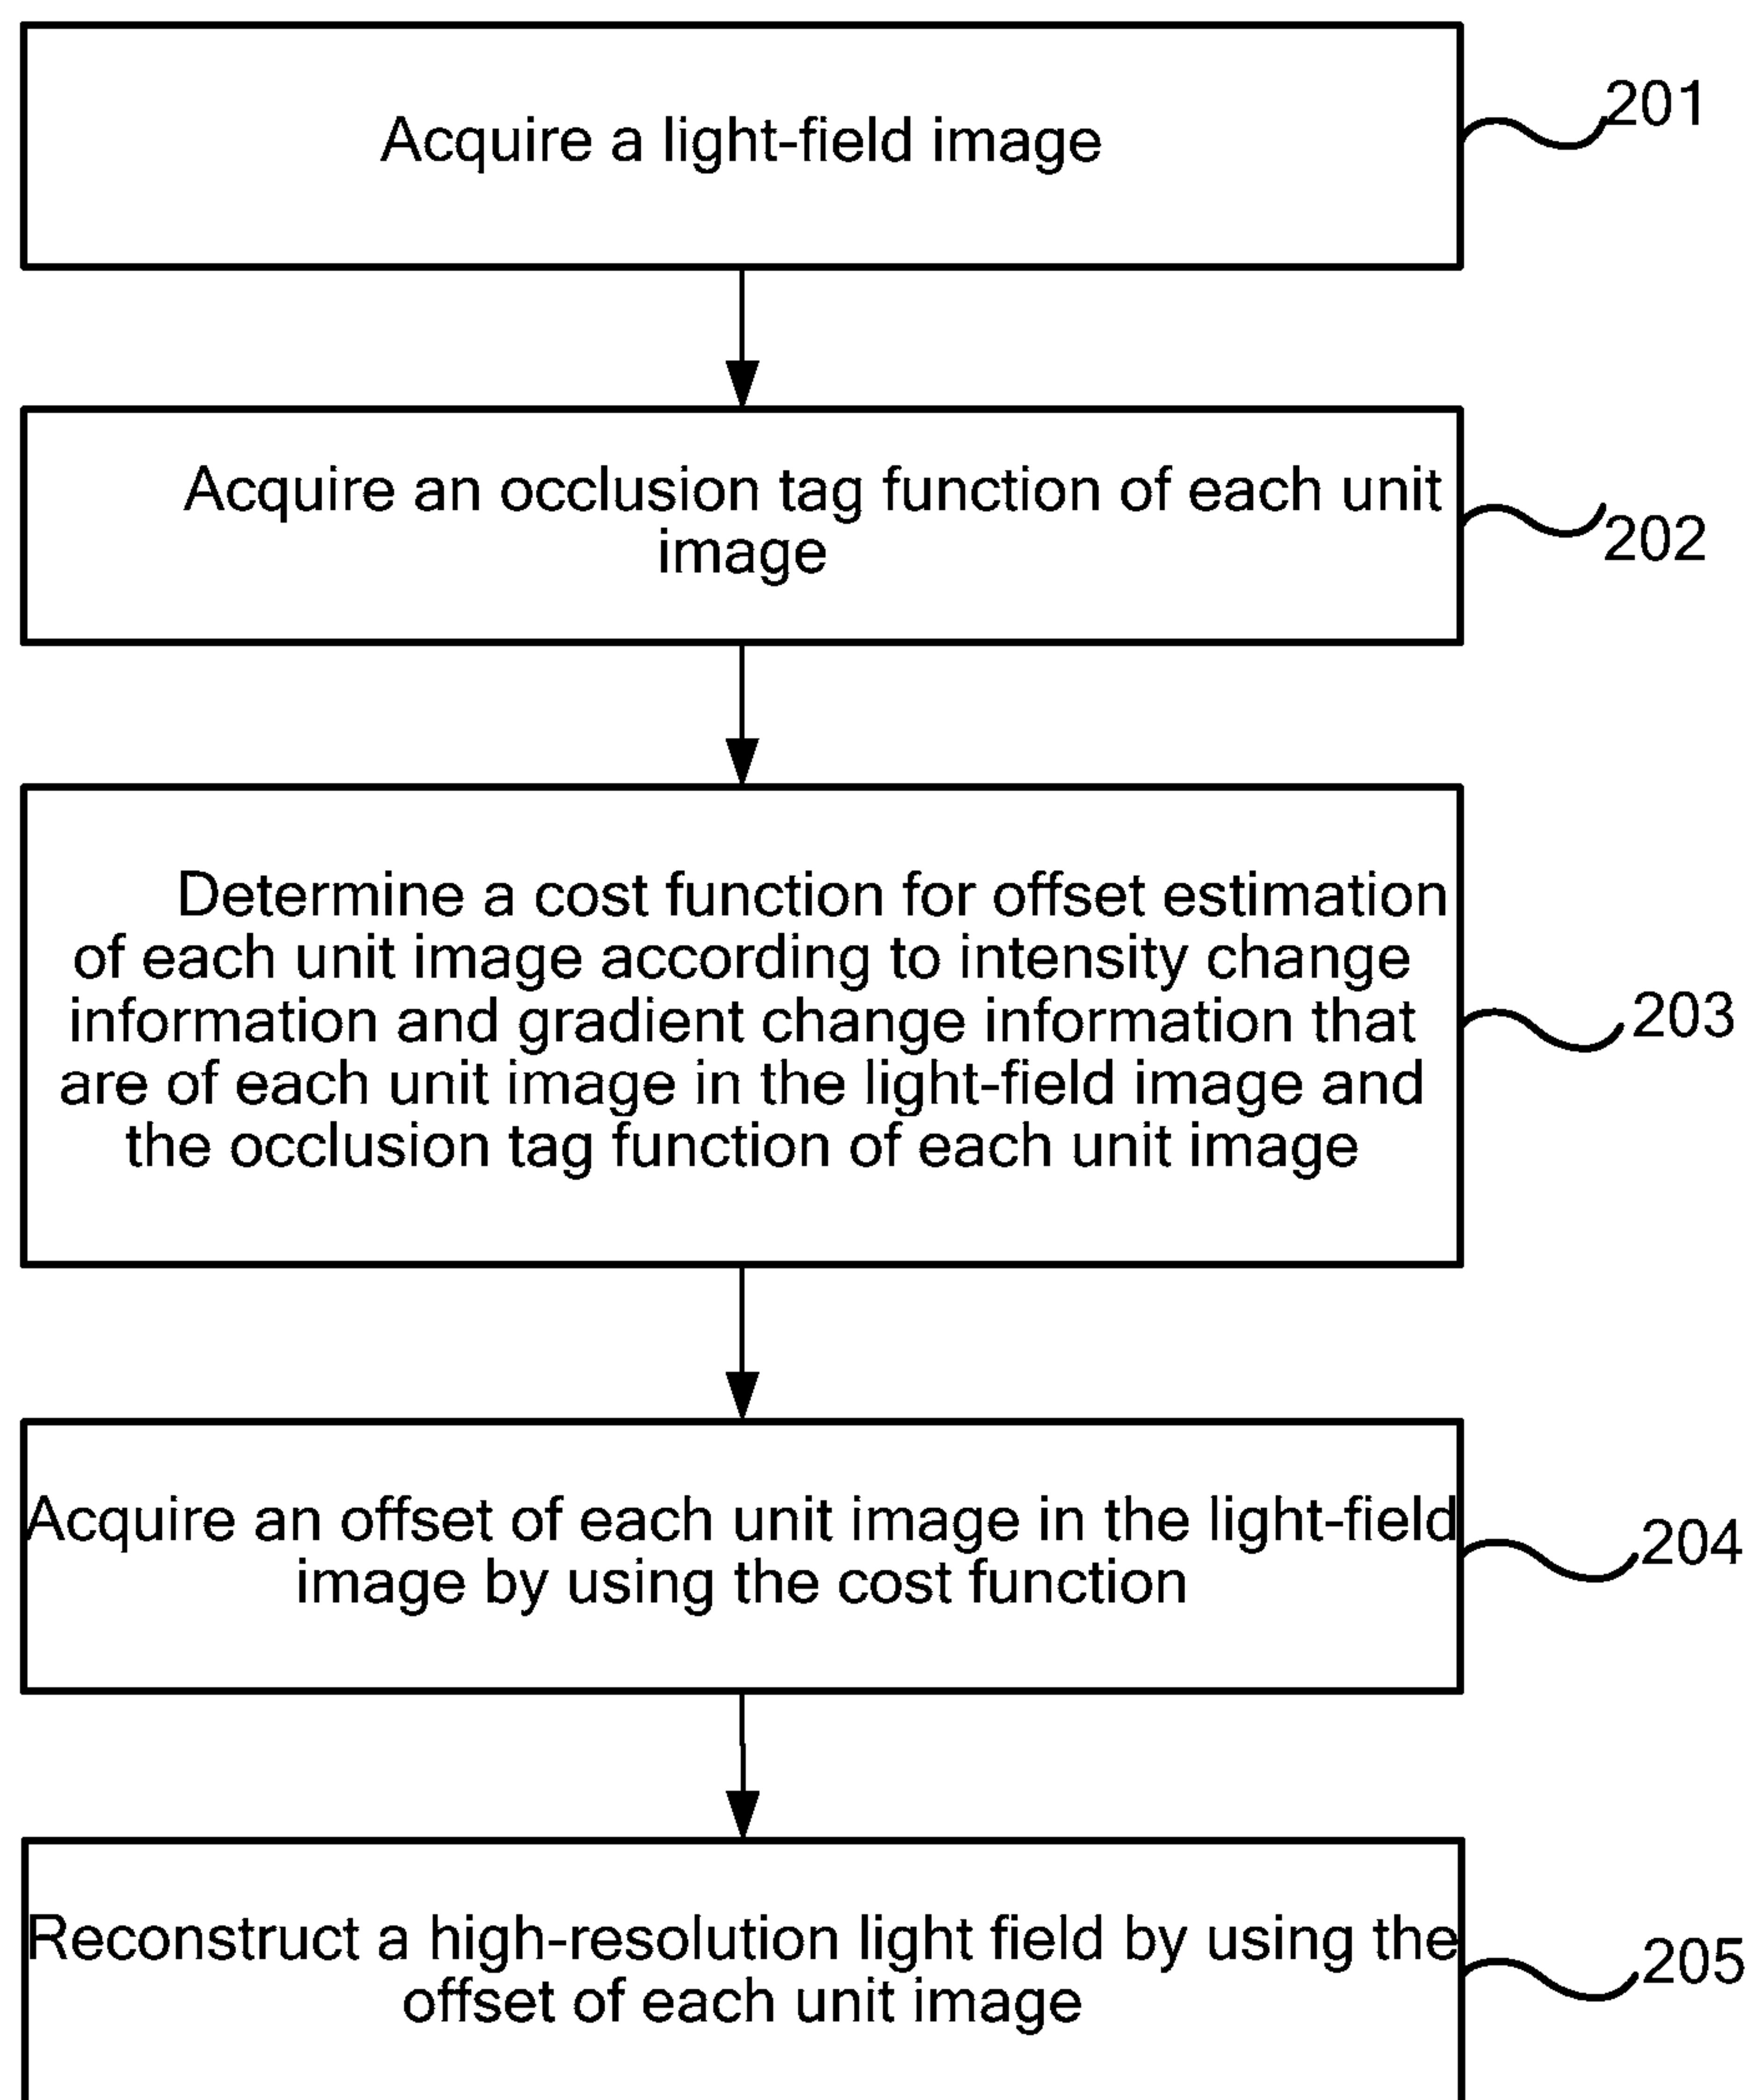 Acquire a light-field image
201
Acquire an occlusion tag function of each unit
image
202
Determine a cost function for offset estimation
of each unit image according to intensity change
information and gradient change information that
are of each unit image in the light-field image and
the occlusion tag function of each unit image
203
Acquire an offset of each unit image in the light-field
image by using the cost function
204
Reconstruct a high-resolution light field by using the
offset of each unit image
205